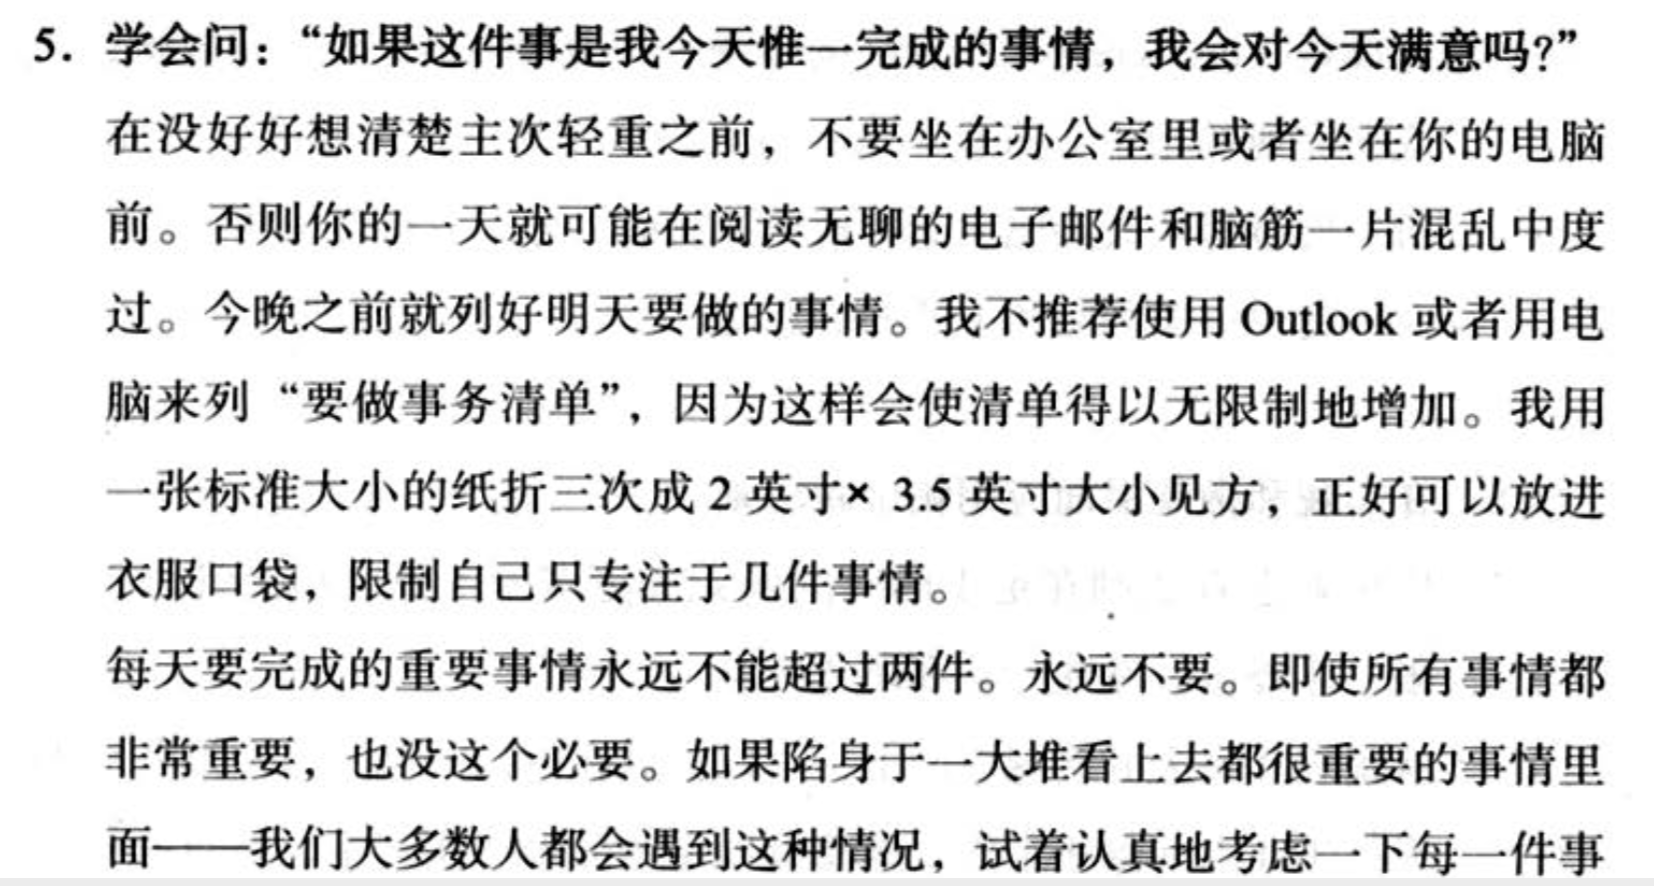 5. 学会问：“如果这件事是我今天惟一完成的事情，我会对今天满意吗?”
在没好好想清楚主次轻重之前，不要坐在办公室里或者坐在你的电脑
前。否则你的一天就可能在阅读无聊的电子邮件和脑筋一片混乱中度
过。今晚之前就列好明天要做的事情。我不推荐使用 Outlook 或者用电
脑来列“要做事务清单”，因为这样会使清单得以无限制地增加。我用
一张标准大小的纸折三次成 2 英寸× 3.5 英寸大小见方，正好可以放进
衣服口袋，限制自己只专注于几件事情。
每天要完成的重要事情永远不能超过两件。永远不要。即使所有事情都
非常重要，也没这个必要。如果陷身于一大堆看上去都很重要的事情里
面——我们大多数人都会遇到这种情况，试着认真地考虑一下每一件事